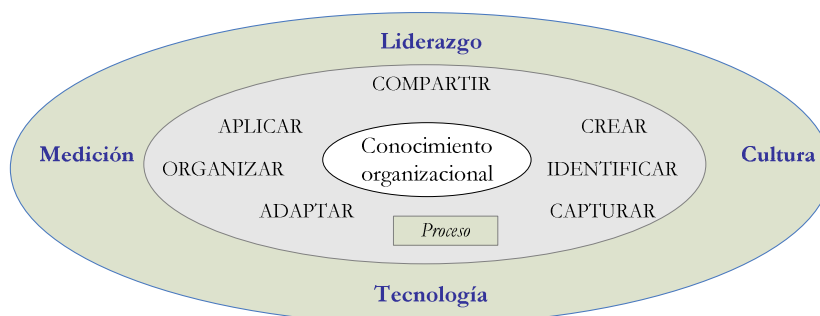 Liderazgo
COMPARTIR
APLICAR
CREAR
Medición
Conocimiento
organizacional
Cultura
ORGANIZAR
IDENTIFICAR
ADAPTAR
CAPTURAR
Proceso
Tecnología